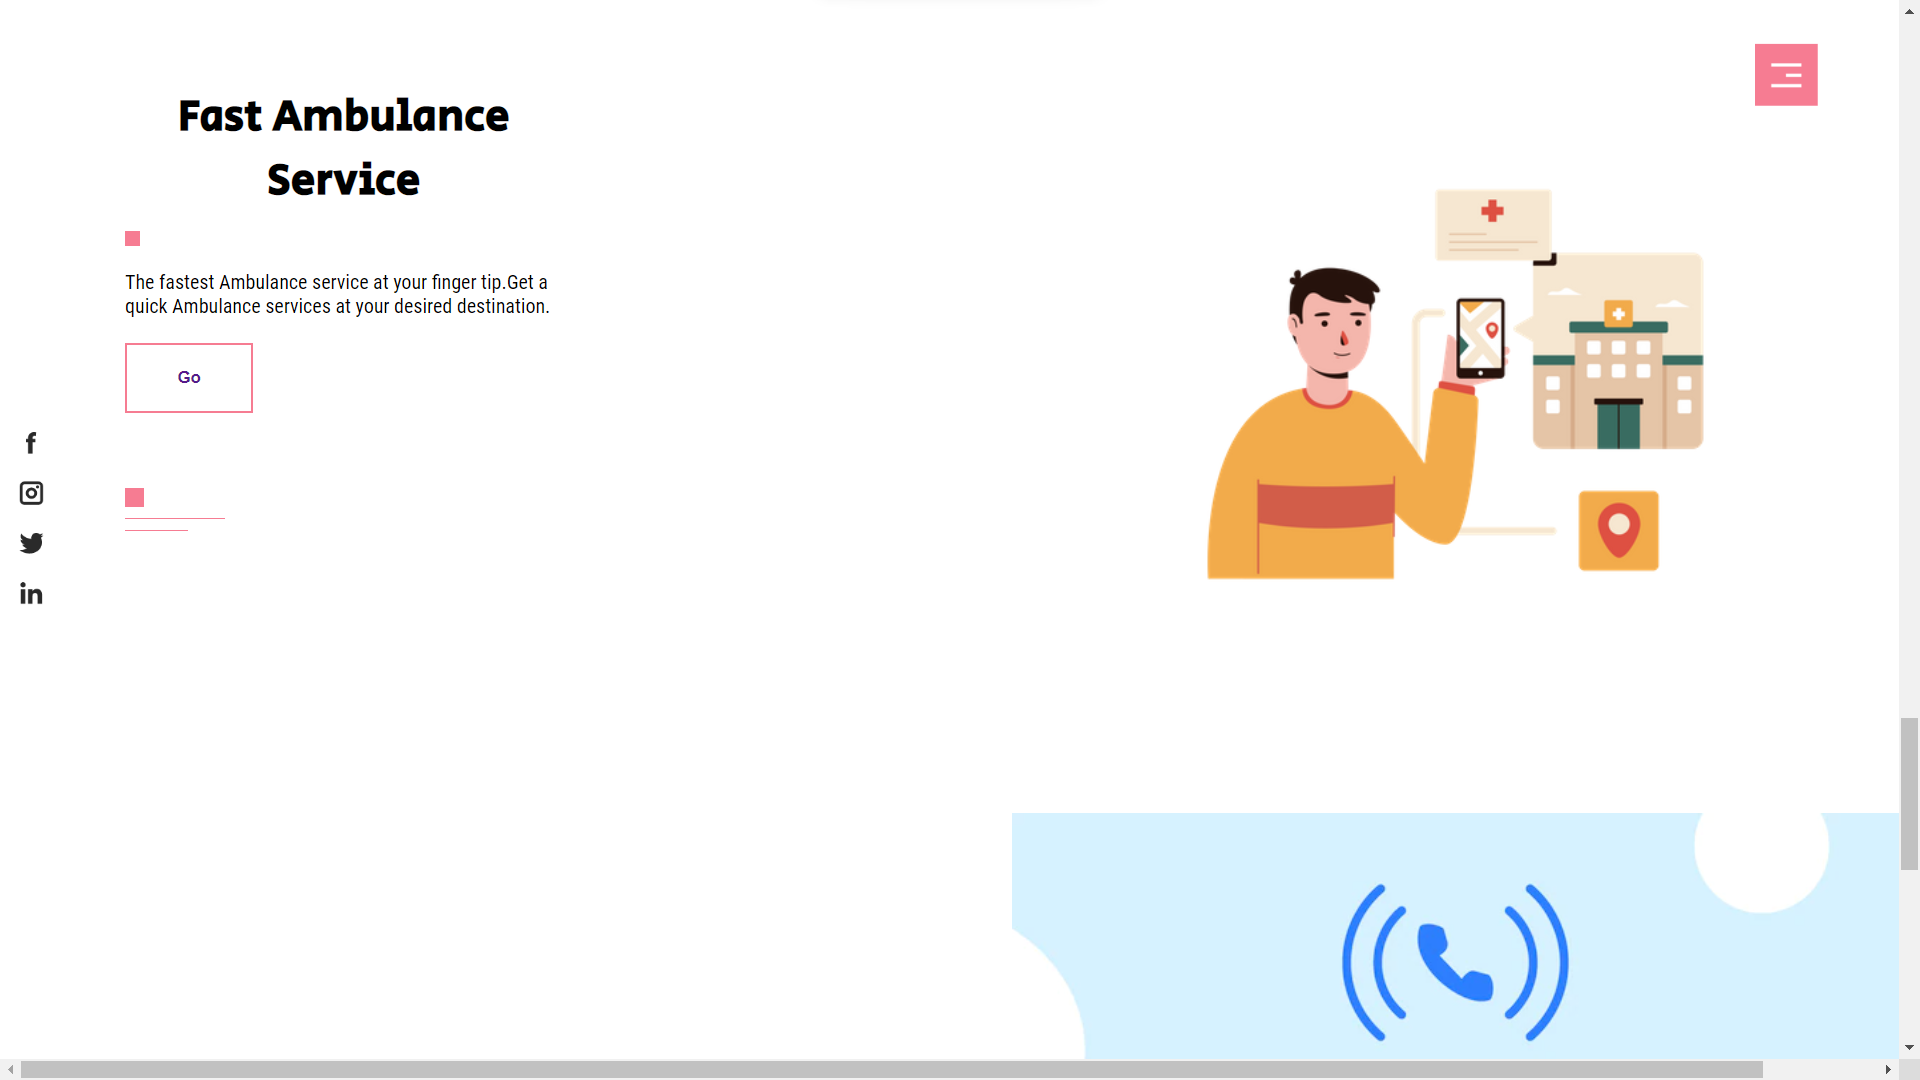 Fast Ambulance
Service
The fastest Ambulance service at your finger tip.Get a
quick Ambulance services at your desired destination.
Go